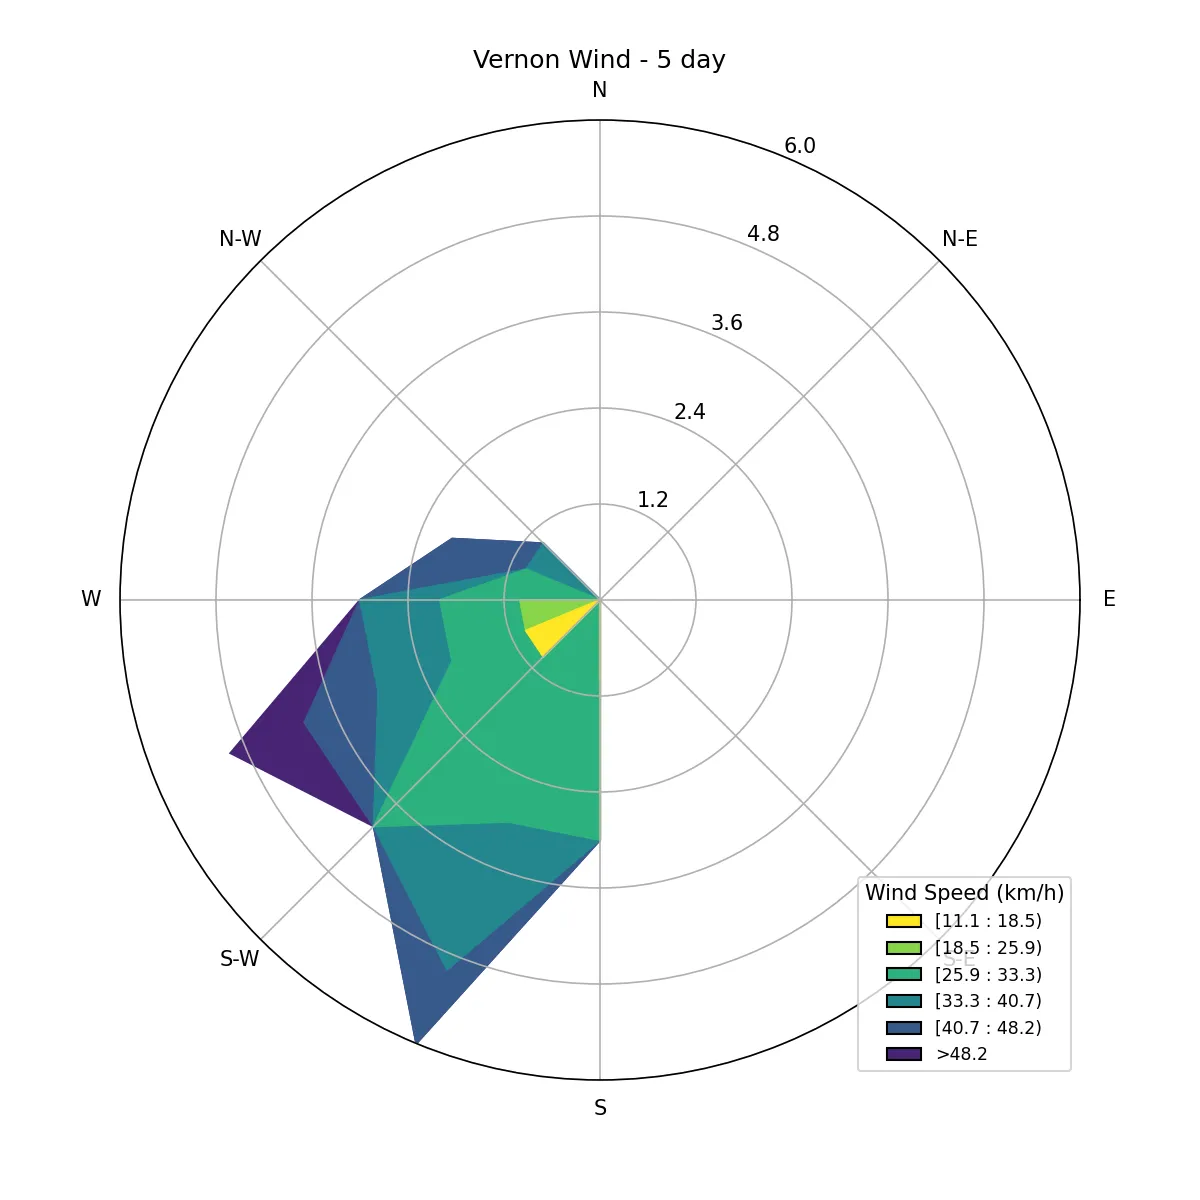 Vernon Wind - 5 day
N
6.0
4.8
N-W
N-E
3.6
2.4
1.2
W
E
S-W
S-E
S
Wind Speed (km/h)
[11.1 : 18.5)
[18.5 : 25.9)
[25.9 : 33.3)
[33.3 : 40.7)
[40.7 : 48.2)
>48.2